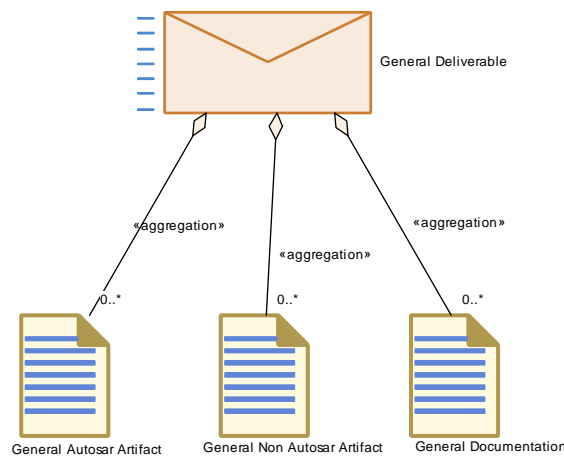 General Deliverable
«aggregation»
«aggregation»
«aggregation»
0..*
0..*
0..*
General Autosar Artifact
General Non Autosar Artifact
General Documentation